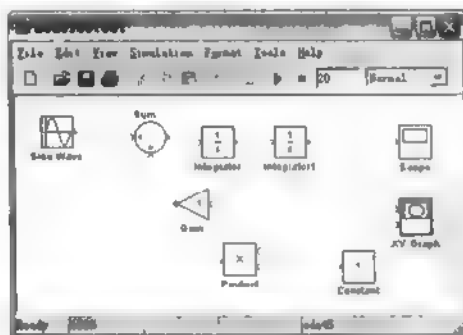 File Edit View Simulation Format Tools Help
20 Normal
Sine Wave
Sum
Integrator
Integrator1
Scope
Gain
XY Graph
Product
Constant
Ready 100% ode45